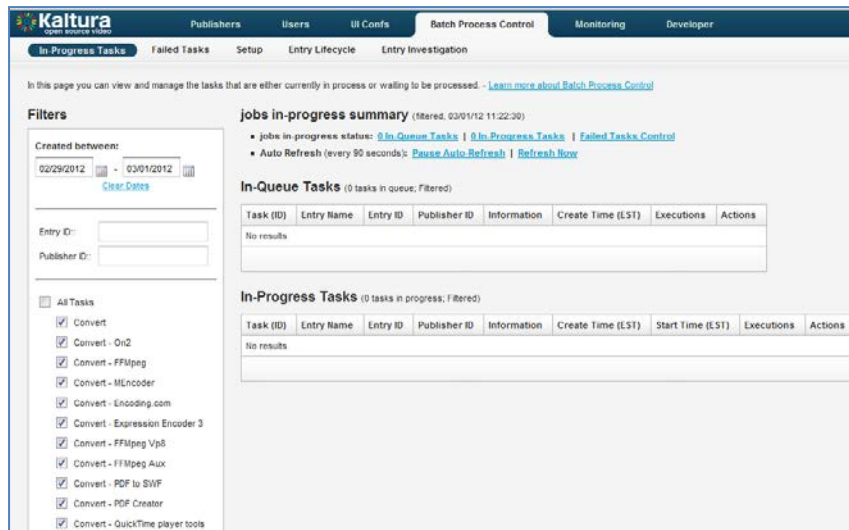 Kaltura
open source video
Publishers Users UI Confs Batch Process Control Monitoring Developer
In-Progress Tasks Failed Tasks Setup Entry Lifecycle Entry Investigation
In this page you can view and manage the tasks that are either currently in process or waiting to be processed. - Learn more about Batch Process Control
Filters
Created between:
02/29/2012 - 03/01/2012
Clear Dates
Entry ID::
Publisher ID::
All Tasks
Convert
Convert - On2
Convert - FFMpeg
Convert - MEncoder
Convert - Encoding.com
Convert - Expression Encoder 3
Convert - FFMpeg Vp8
Convert - FFMpeg Aux
Convert - PDF to SWF
Convert - PDF Creator
Convert - QuickTime player tools
jobs in-progress summary (filtered, 03/01/12 11:22:30)
jobs in-progress status: 0 In.Queue Tasks | 0 In.Progress Tasks | Failed Tasks Control
Auto Refresh (every 90 seconds): Pause Auto-Refresh | Refresh Now
In-Queue Tasks (0 tasks in queue; Filtered)
Task (ID) Entry Name Entry ID Publisher ID Information Create Time (EST) Executions Actions
No results
In-Progress Tasks (0 tasks in progress; Filtered)
Task (ID) Entry Name Entry ID Publisher ID Information Create Time (EST) Start Time (EST) Executions Actions
No results